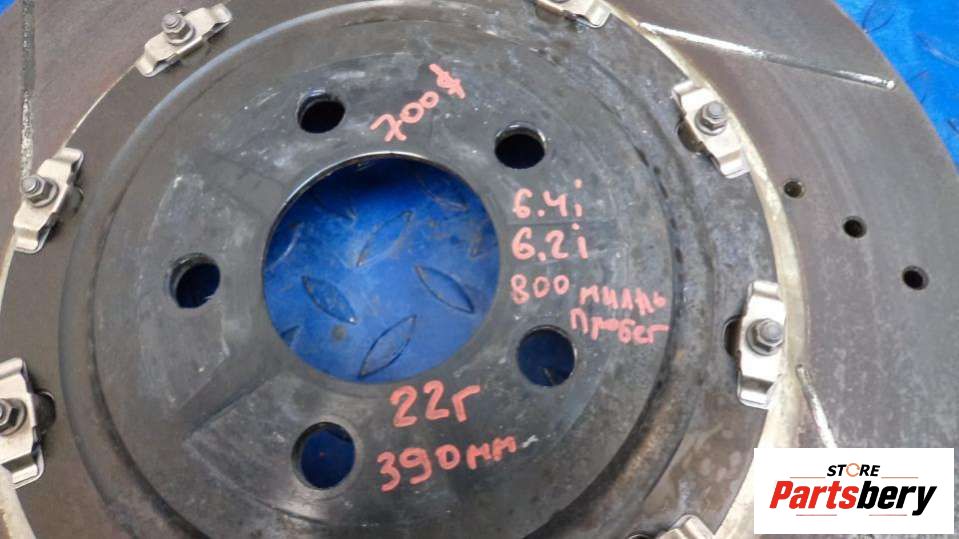 700$
6.4i
6.2i
800 миль
Пробег
22г
390мм
STORE
Partsbery